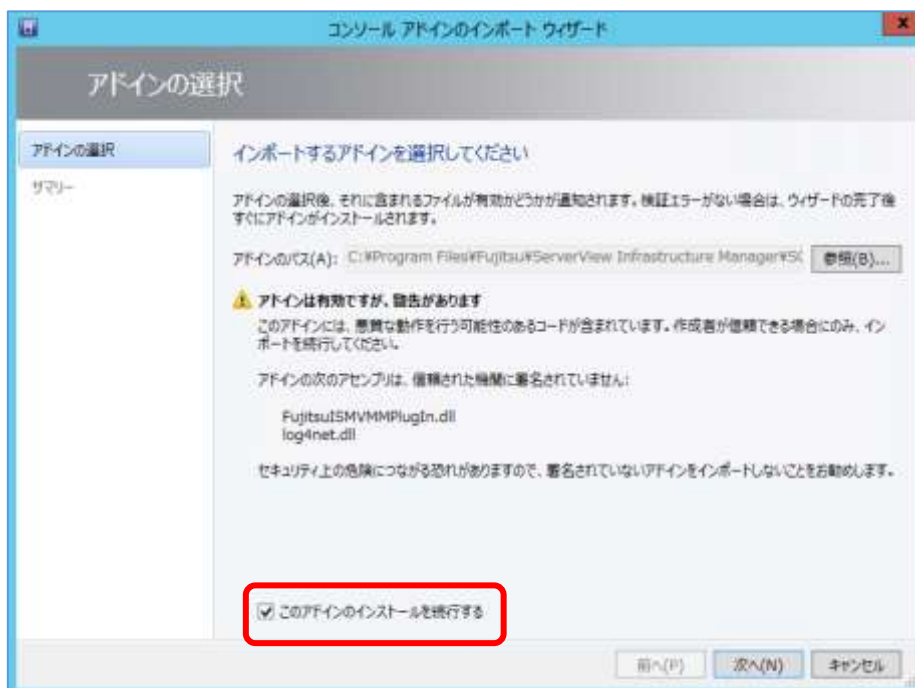 コンソール アドインのインポート ウィザード
x
アドインの選択
アドインの選択
サマリー
インポートするアドインを選択してください
アドインの選択後、それに含まれるファイルが有効かどうかが通知されます。検証エラーがない場合は、ウィザードの完了後
すぐにアドインがインストールされます。
アドインのパス(A): C:¥Program Files¥Fujitsu¥ServerView Infrastructure Manager¥SC 参照(B)...
アドインは有効ですが、警告があります
このアドインには、悪質な動作を行う可能性のあるコードが含まれています。作成者が信頼できる場合にのみ、イン
ポートを続行してください。
アドインの次のアセンブリは、信頼された機関に署名されていません:
FujitsuISMVMMPlugIn.dll
log4net.dll
セキュリティ上の危険につながる恐れがありますので、署名されていないアドインをインポートしないことをお勧めします。
このアドインのインストールを続行する
前へ(P) 次へ(N) キャンセル